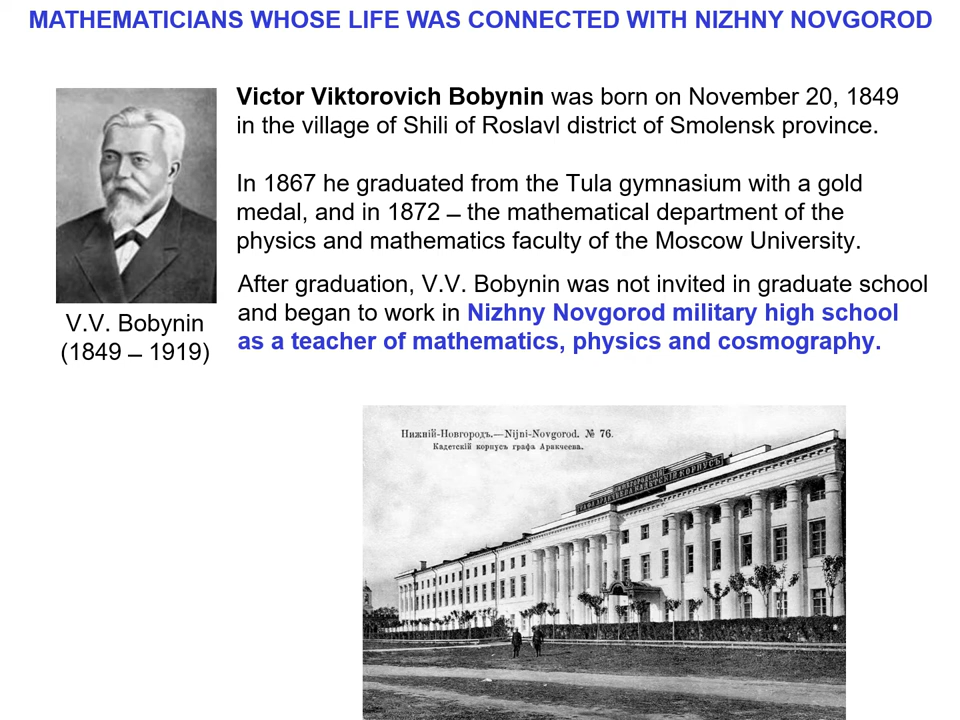 MATHEMATICIANS WHOSE LIFE WAS CONNECTED WITH NIZHNY NOVGOROD
Victor Viktorovich Bobynin was born on November 20, 1849
in the village of Shili of Roslavl district of Smolensk province.
In 1867 he graduated from the Tula gymnasium with a gold
medal, and in 1872 – the mathematical department of the
physics and mathematics faculty of the Moscow University.
After graduation, V.V. Bobynin was not invited in graduate school
and began to work in Nizhny Novgorod military high school
as a teacher of mathematics, physics and cosmography.
V.V. Bobynin
(1849 – 1919)
Нижній-Новгородъ.—Nijni-Novgorod. № 76.
Кадетскій корпусъ графа Аракчеева.
КАДЕТСКІЙ КОРПУСЪ